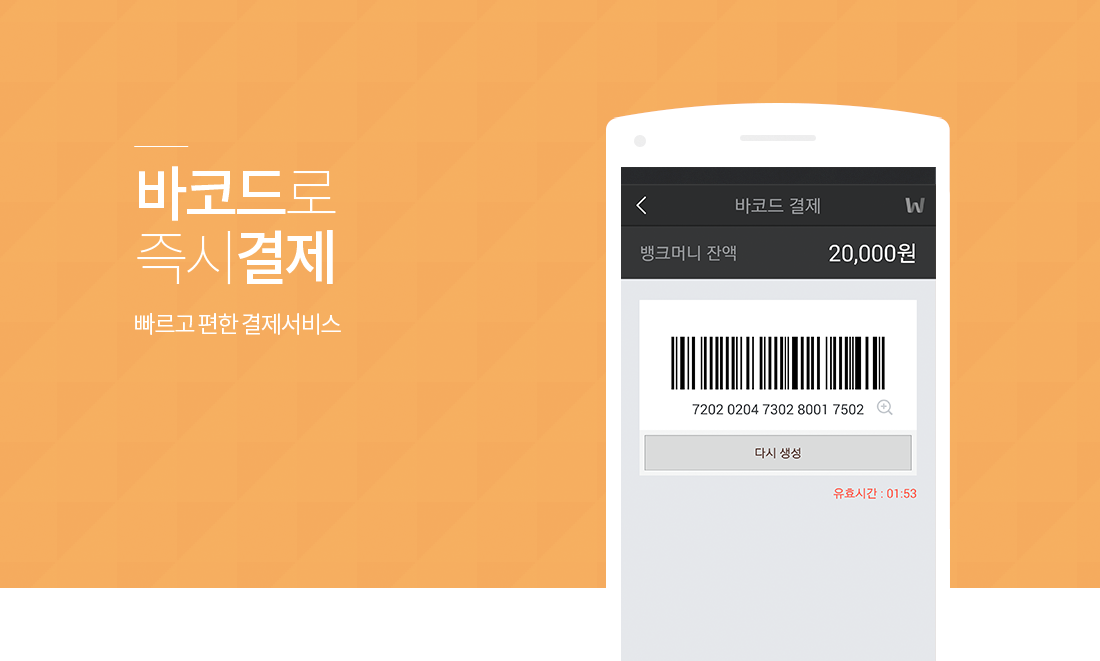 바코드로
즉시결제
빠르고 편한 결제서비스
바코드 결제 W
뱅크머니 잔액 20,000원
7202 0204 7302 8001 7502
다시 생성
유효시간 : 01:53